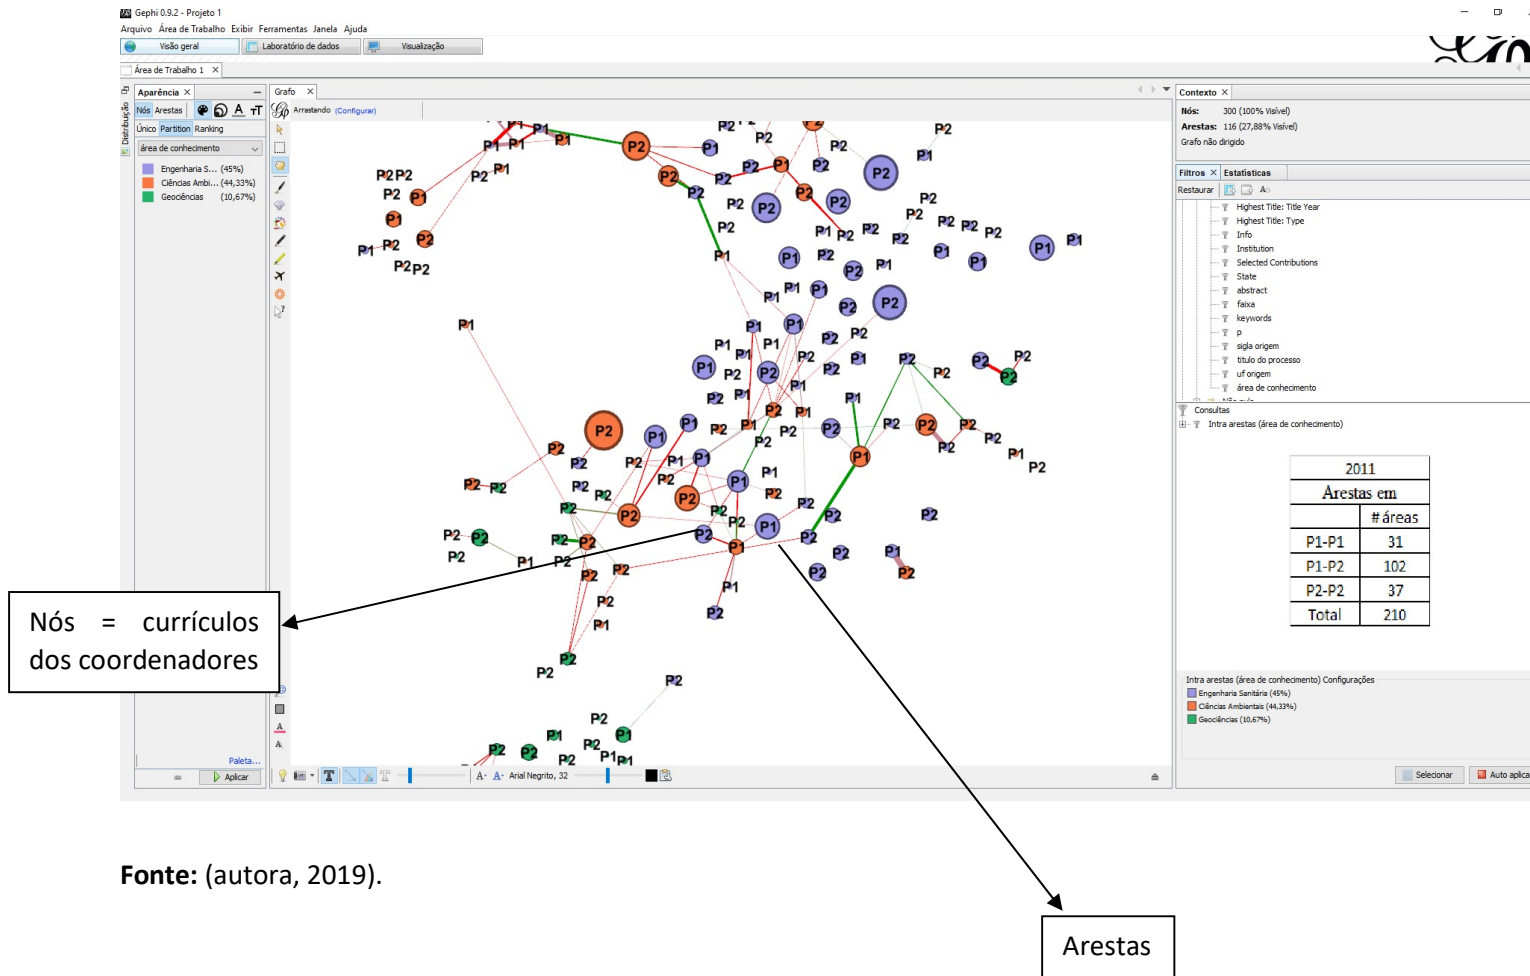 Gephi 0.9.2 - Projeto 1
Arquivo Área de Trabalho Exibir Ferramentas Janela Ajuda
Visão geral
Laboratório de dados
Visualização
Área de Trabalho 1
Distribuição
Aparência
Nós Arestas
Único Partition Ranking
área de conhecimento
Engenharia S... (45%)
Ciências Ambi... (44,33%)
Geociências (10,67%)
Paleta...
Aplicar
Grafo
Arrastando (Configurar)
P1 P2
Arial Negrito, 32
Contexto
Nós: 300 (100% Visível)
Arestas: 116 (27,88% Visível)
Grafo não dirigido
Filtros
Estatísticas
Restaurar
Highest Title: Title Year
Highest Title: Type
Info
Institution
Selected Contributions
State
abstract
faixa
keywords
p
sigla origem
titulo do processo
uf origem
área de conhecimento
Consultas
Intra arestas (área de conhecimento)
2011
Arestas em
# áreas
P1-P1 31
P1-P2 102
P2-P2 37
Total 210
Intra arestas (área de conhecimento) Configurações
Engenharia Sanitária (45%)
Ciências Ambientais (44,33%)
Geociências (10,67%)
Selecionar
Auto aplica
Nós = currículos
dos coordenadores
Arestas
Fonte: (autora, 2019).